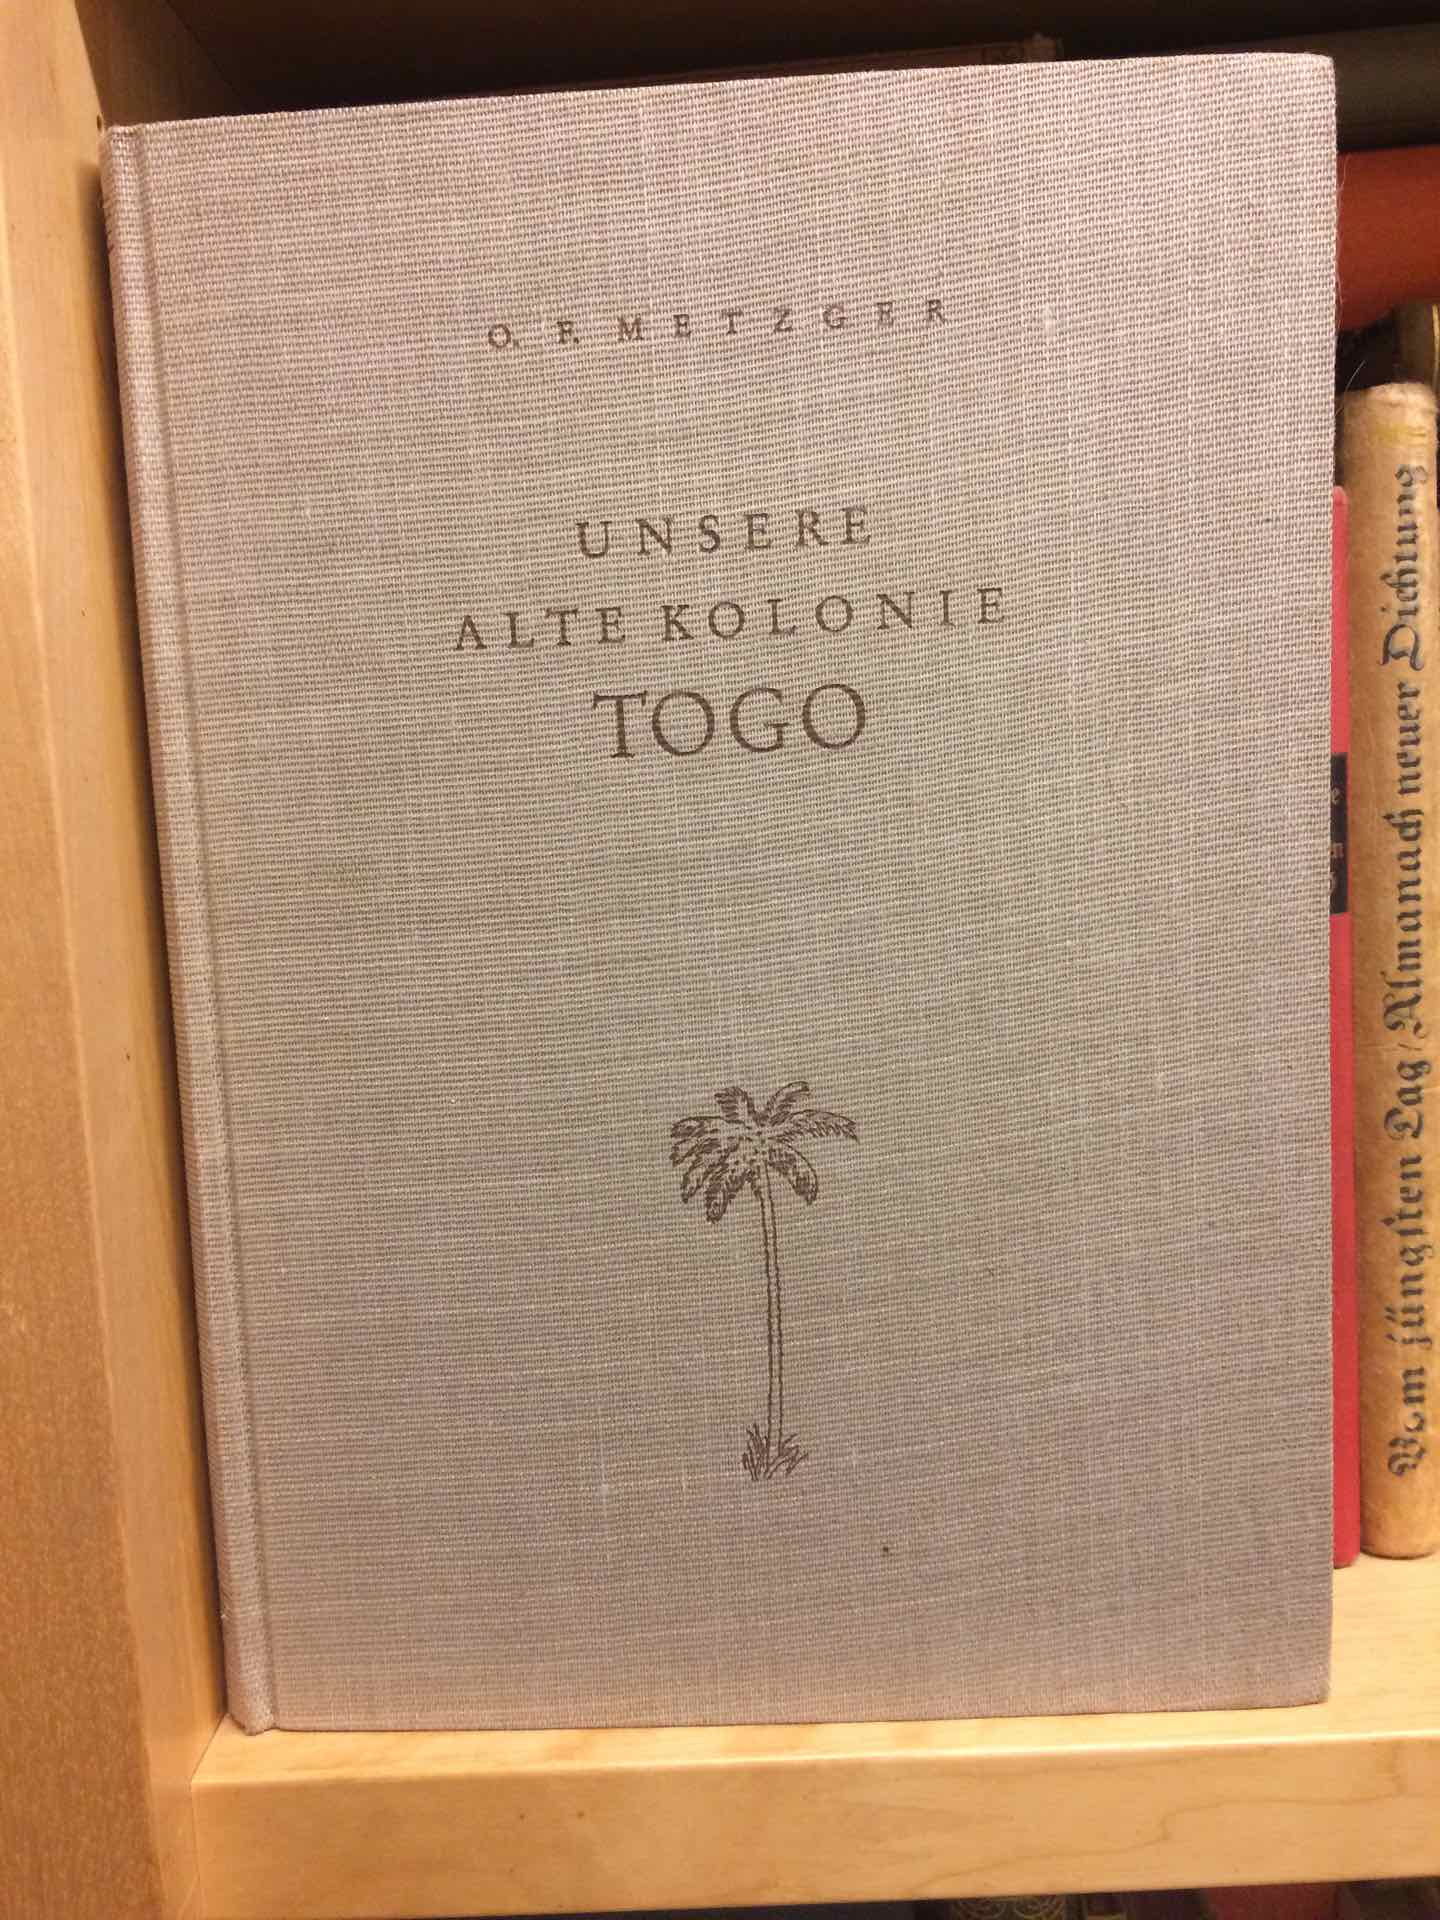 O. F. METZGER
UNSERE
ALTE KOLONIE
TOGO
Vom jüngsten Tag / Almanach neuer Dichtung